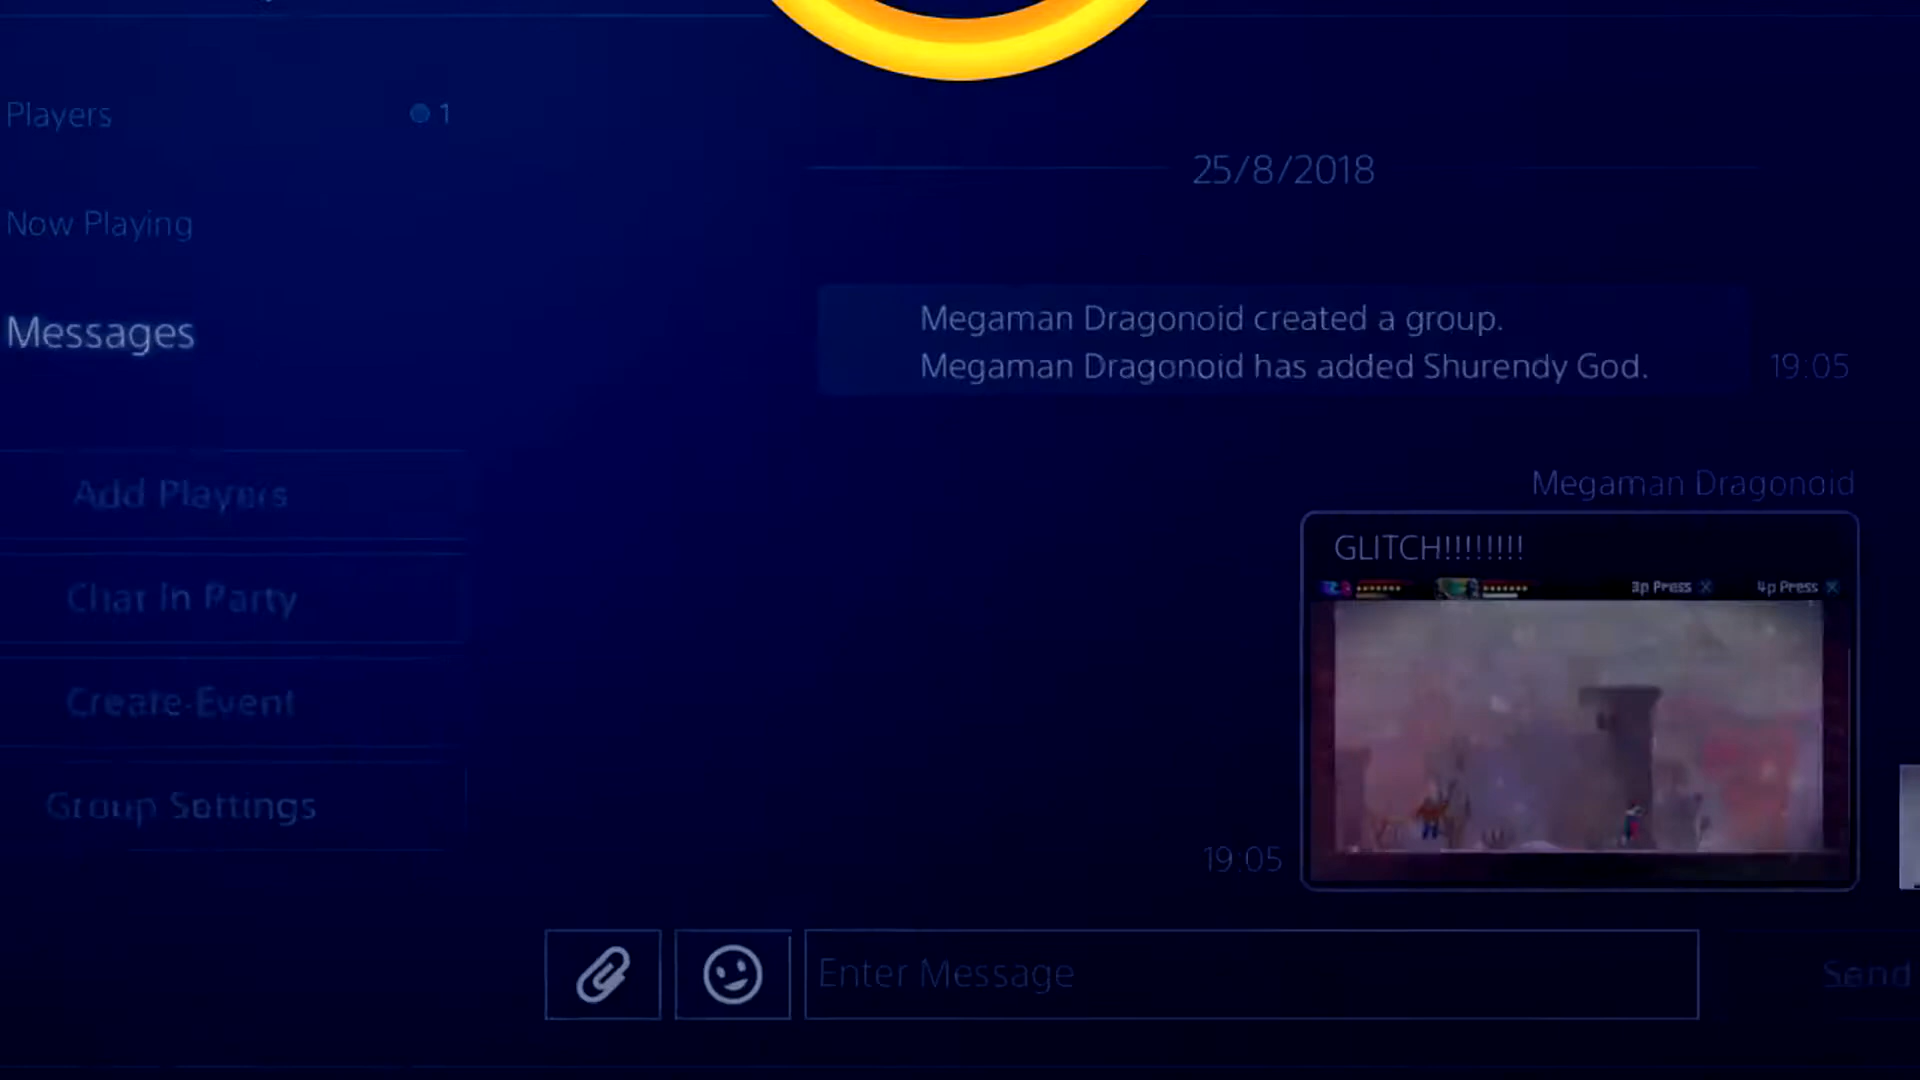 Players
1
Now Playing
Messages
Add Players
Chat in Party
Create Event
Group Settings
25/8/2018
Megaman Dragonoid created a group.
Megaman Dragonoid has added Shurendy God.
19:05
Megaman Dragonoid
GLITCH!!!!!!!!
3p Press
4p Press
19:05
Enter Message
Send